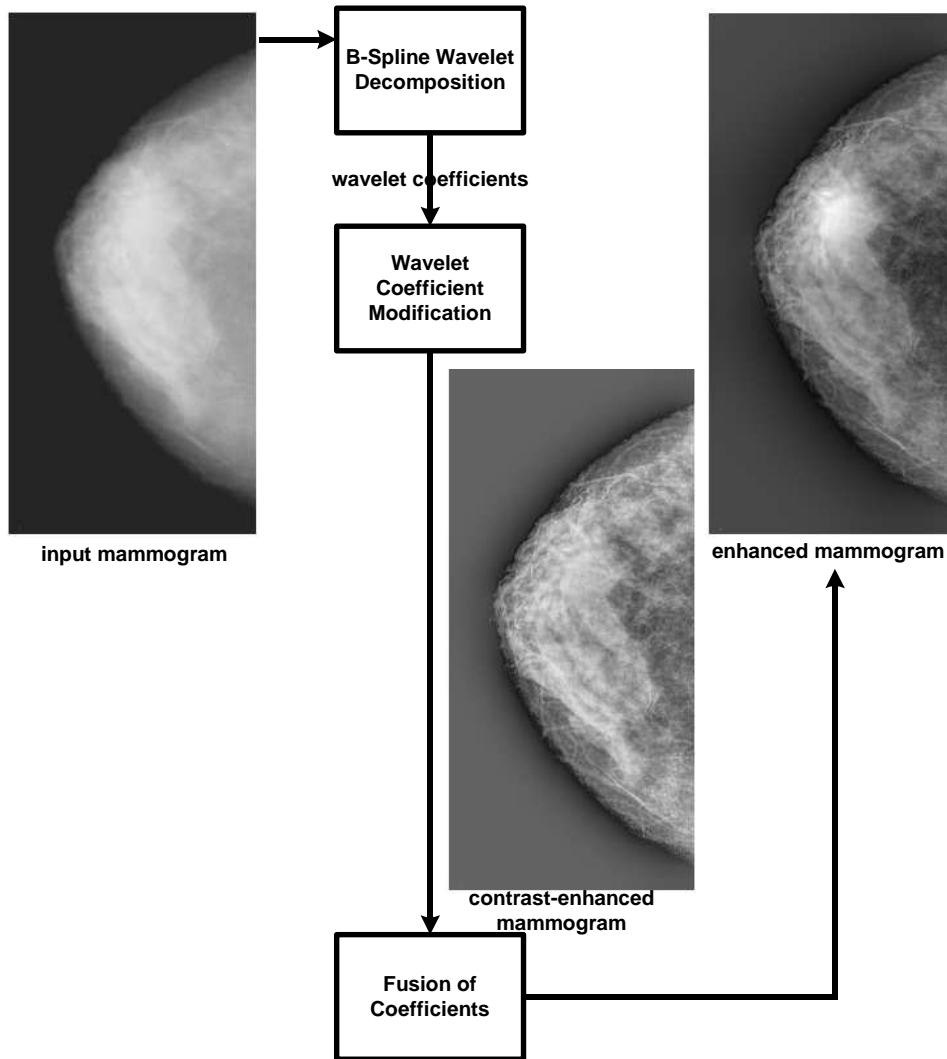 B-Spline Wavelet
Decomposition
wavelet coefficients
Wavelet
Coefficient
Modification
input mammogram
enhanced mammogram
contrast-enhanced
mammogram
Fusion of
Coefficients